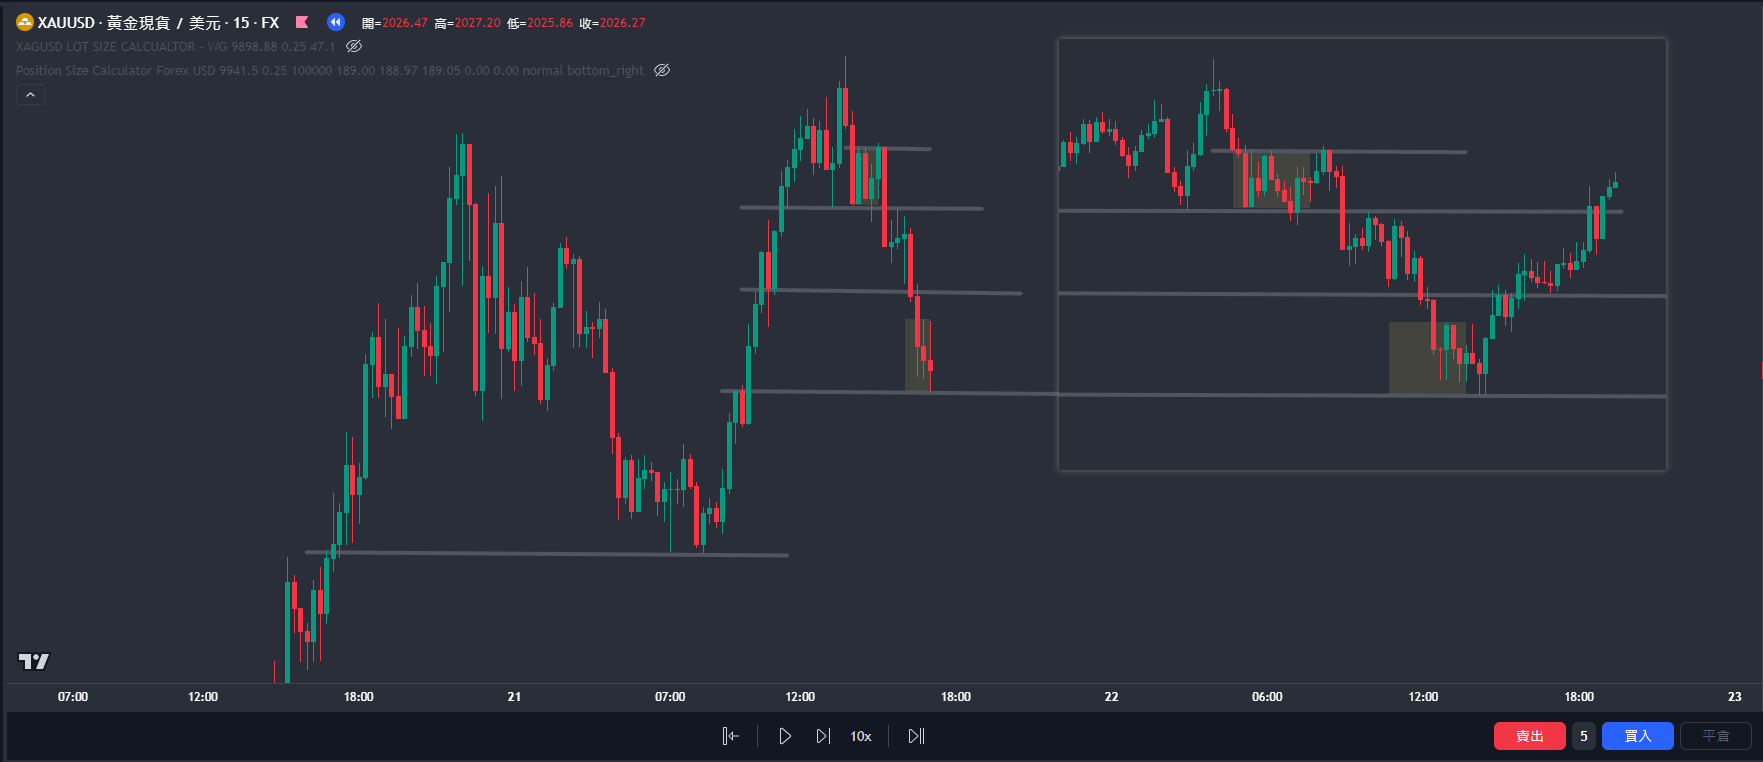 XAUUSD · 黃金現貨 / 美元 · 15 · FX 開=2026.47 高=2027.20 低=2025.86 收=2026.27
XAGUSD LOT SIZE CALCUALTOR - WG 9898.88 0.25 47.1
Position Size Calculator Forex USD 9941.5 0.25 100000 189.00 188.97 189.05 0.00 0.00 normal bottom_right
07:00 12:00 18:00 21 07:00 12:00 18:00 22 06:00 12:00 18:00 23
10x 賣出 5 買入 平倉